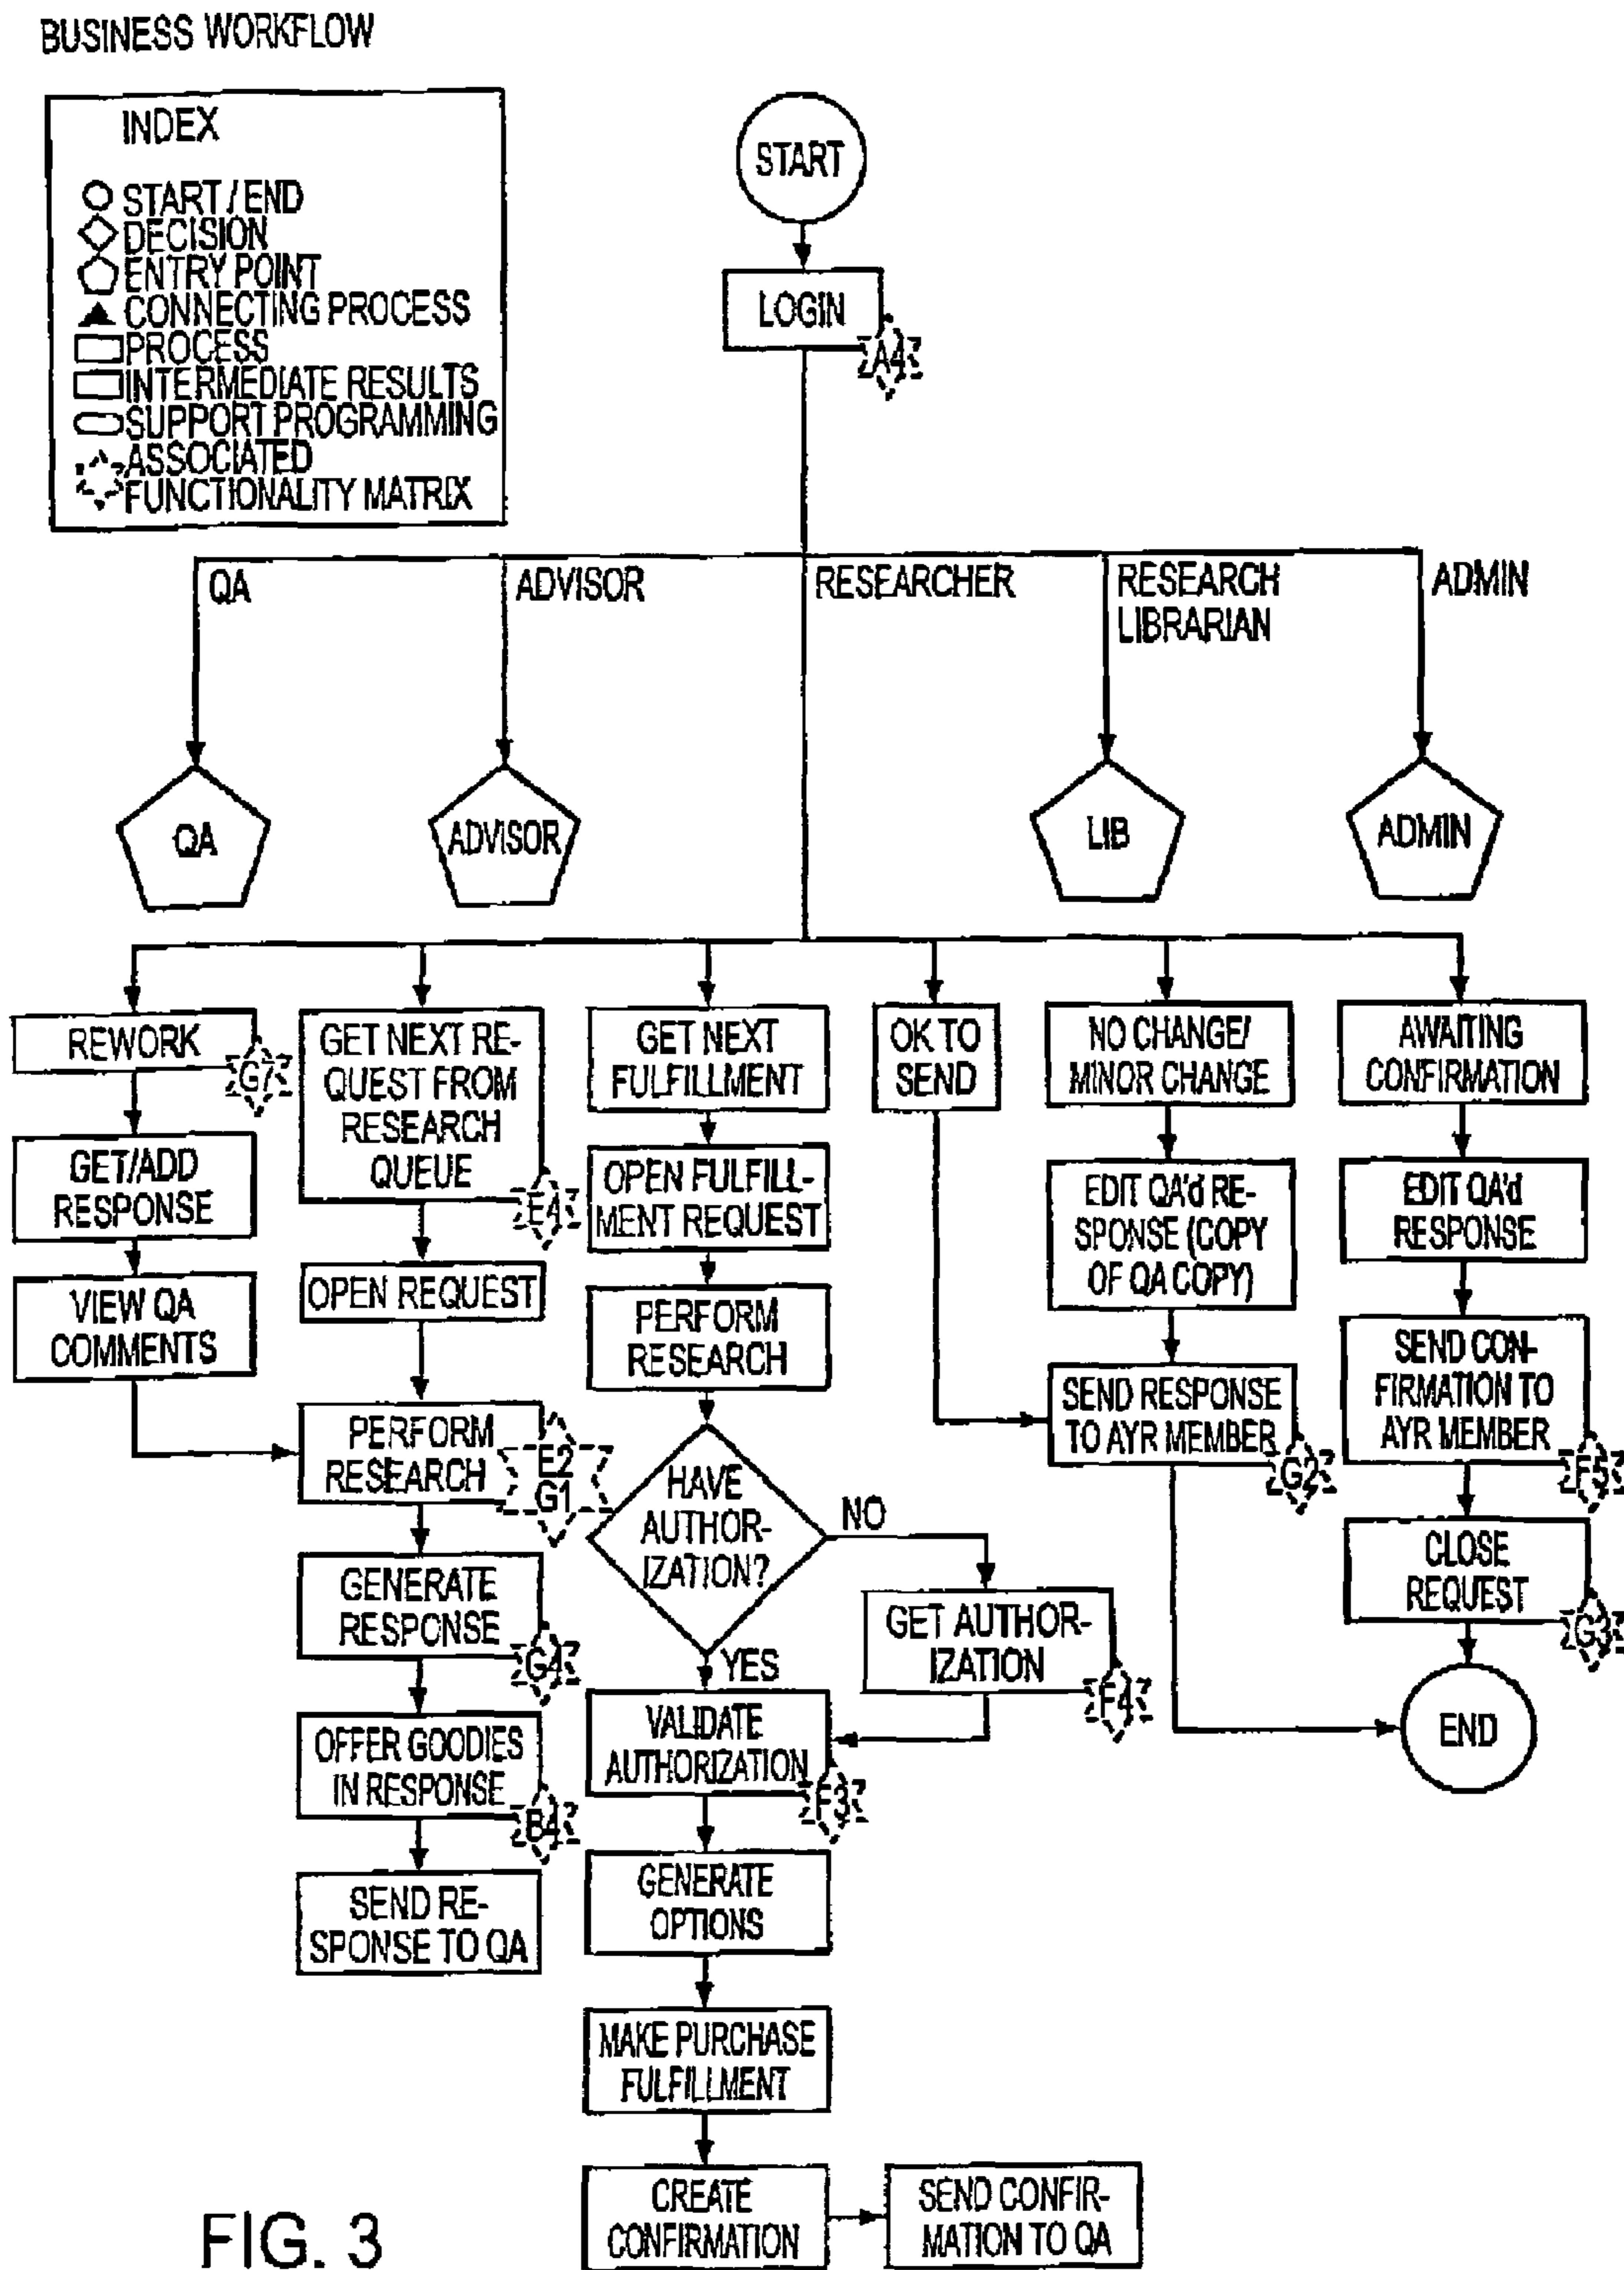 BUSINESS WORKFLOW
INDEX
START / END
DECISION
ENTRY POINT
CONNECTING PROCESS
PROCESS
INTERMEDIATE RESULTS
SUPPORT PROGRAMMING
ASSOCIATED
FUNCTIONALITY MATRIX
START
LOGIN
A4
QA
ADVISOR
RESEARCHER
RESEARCH
LIBRARIAN
ADMIN
QA
ADVISOR
LIB
ADMIN
REWORK
G7
GET/ADD
RESPONSE
VIEW QA
COMMENTS
GET NEXT RE-
QUEST FROM
RESEARCH
QUEUE
E4
OPEN REQUEST
PERFORM
RESEARCH
E2
G1
GENERATE
RESPONSE
G4
OFFER GOODIES
IN RESPONSE
B4
SEND RE-
SPONSE TO QA
GET NEXT
FULFILLMENT
OPEN FULFILL-
MENT REQUEST
PERFORM
RESEARCH
HAVE
AUTHOR-
IZATION?
NO
YES
GET AUTHOR-
IZATION
F4
VALIDATE
AUTHORIZATION
F3
GENERATE
OPTIONS
MAKE PURCHASE
FULFILLMENT
CREATE
CONFIRMATION
SEND CONFIR-
MATION TO QA
OK TO
SEND
NO CHANGE/
MINOR CHANGE
EDIT QA'd RE-
SPONSE (COPY
OF QA COPY)
SEND RESPONSE
TO AYR MEMBER
G2
AWAITING
CONFIRMATION
EDIT QA'd
RESPONSE
SEND CON-
FIRMATION TO
AYR MEMBER
F5
CLOSE
REQUEST
G3
END
FIG. 3